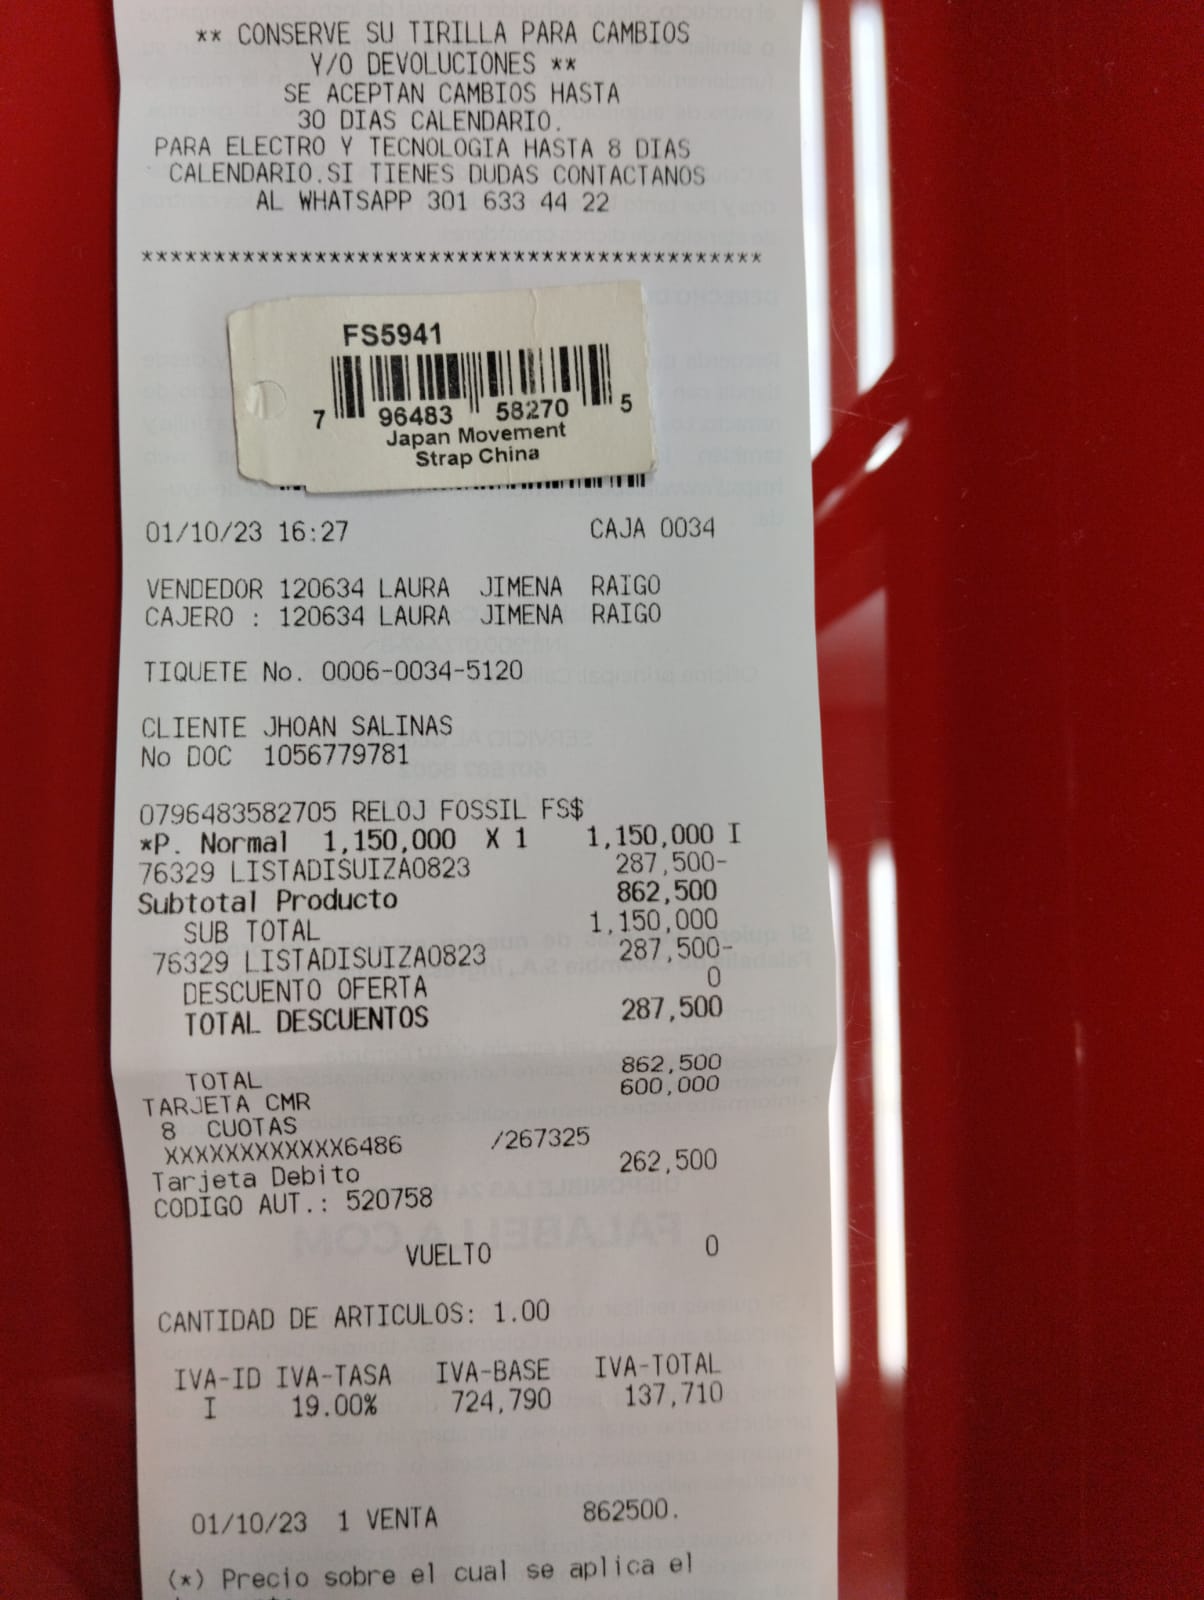 ** CONSERVE SU TIRILLA PARA CAMBIOS
Y/O DEVOLUCIONES **
SE ACEPTAN CAMBIOS HASTA
30 DIAS CALENDARIO.
PARA ELECTRO Y TECNOLOGIA HASTA 8 DIAS
CALENDARIO.SI TIENES DUDAS CONTACTANOS
AL WHATSAPP 301 633 44 22
*******************************************
FS5941
7 96483 58270 5
Japan Movement
Strap China
01/10/23 16:27 CAJA 0034
VENDEDOR 120634 LAURA JIMENA RAIGO
CAJERO : 120634 LAURA JIMENA RAIGO
TIQUETE No. 0006-0034-5120
CLIENTE JHOAN SALINAS
No DOC 1056779781
0796483582705 RELOJ FOSSIL FS$
*P. Normal 1,150,000 X 1 1,150,000 I
76329 LISTADISUIZA0823 287,500-
Subtotal Producto 862,500
SUB TOTAL 1,150,000
76329 LISTADISUIZA0823 287,500-
DESCUENTO OFERTA 0
TOTAL DESCUENTOS 287,500
TOTAL 862,500
TARJETA CMR 600,000
8 CUOTAS
XXXXXXXXXXXX6486 /267325
Tarjeta Debito 262,500
CODIGO AUT.: 520758
VUELTO 0
CANTIDAD DE ARTICULOS: 1.00
IVA-ID IVA-TASA IVA-BASE IVA-TOTAL
I 19.00% 724,790 137,710
01/10/23 1 VENTA 862500.
(*) Precio sobre el cual se aplica el